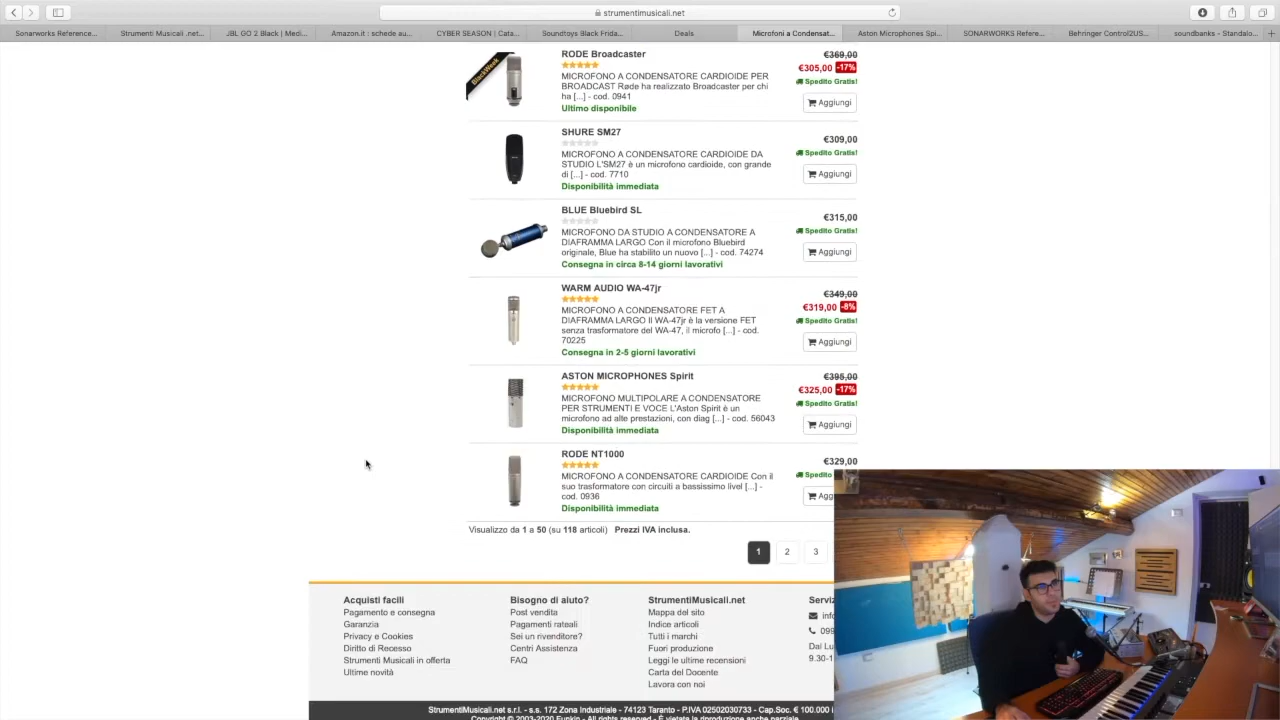 strumentimusicali.net
Sonarworks Reference...
Strumenti Musicali .net...
JBL GO 2 Black | Medi...
Amazon.it : schede au...
CYBER SEASON | Cata...
Soundtoys Black Frida...
Deals
Microfoni a Condensat...
Aston Microphones Spi...
SONARWORKS Refere...
Behringer Control2US...
soundbanks – Standalo...
BlackWeek
RODE Broadcaster
MICROFONO A CONDENSATORE CARDIOIDE PER
BROADCAST Røde ha realizzato Broadcaster per chi
ha [...] - cod. 0941
Ultimo disponibile
€369,00
€305,00 -17%
Spedito Gratis!
Aggiungi
SHURE SM27
MICROFONO A CONDENSATORE CARDIOIDE DA
STUDIO L'SM27 è un microfono cardioide, con grande
di [...] - cod. 7710
Disponibilità immediata
€309,00
Spedito Gratis!
Aggiungi
BLUE Bluebird SL
MICROFONO DA STUDIO A CONDENSATORE A
DIAFRAMMA LARGO Con il microfono Bluebird
originale, Blue ha stabilito un nuovo [...] - cod. 74274
Consegna in circa 8-14 giorni lavorativi
€315,00
Spedito Gratis!
Aggiungi
WARM AUDIO WA-47jr
MICROFONO A CONDENSATORE FET A
DIAFRAMMA LARGO Il WA-47jr è la versione FET
senza trasformatore del WA-47, il microfo [...] - cod.
70225
Consegna in 2-5 giorni lavorativi
€349,00
€319,00 -8%
Spedito Gratis!
Aggiungi
ASTON MICROPHONES Spirit
MICROFONO MULTIPOLARE A CONDENSATORE
PER STRUMENTI E VOCE L'Aston Spirit è un
microfono ad alte prestazioni, con diag [...] - cod. 56043
Disponibilità immediata
€395,00
€325,00 -17%
Spedito Gratis!
Aggiungi
RODE NT1000
MICROFONO A CONDENSATORE CARDIOIDE Con il
suo trasformatore con circuiti a bassissimo livel [...] -
cod. 0936
Disponibilità immediata
€329,00
Spedito
Agg
Visualizzo da 1 a 50 (su 118 articoli) Prezzi IVA inclusa.
1 2 3
Acquisti facili
Pagamento e consegna
Garanzia
Privacy e Cookies
Diritto di Recesso
Strumenti Musicali in offerta
Ultime novità
Bisogno di aiuto?
Post vendita
Pagamenti rateali
Sei un rivenditore?
Centri Assistenza
FAQ
StrumentiMusicali.net
Mappa del sito
Indice articoli
Tutti i marchi
Fuori produzione
Leggi le ultime recensioni
Carta del Docente
Lavora con noi
Serviz
info
099
Dal Lu
9.30-1
StrumentiMusicali.net s.r.l. - s.s. 172 Zona Industriale - 74123 Taranto - P.IVA 02502030733 - Cap.Soc. € 100.000 i
Copyright © 2003-2020 Funkin - All rights reserved - È vietata la riproduzione anche parziale